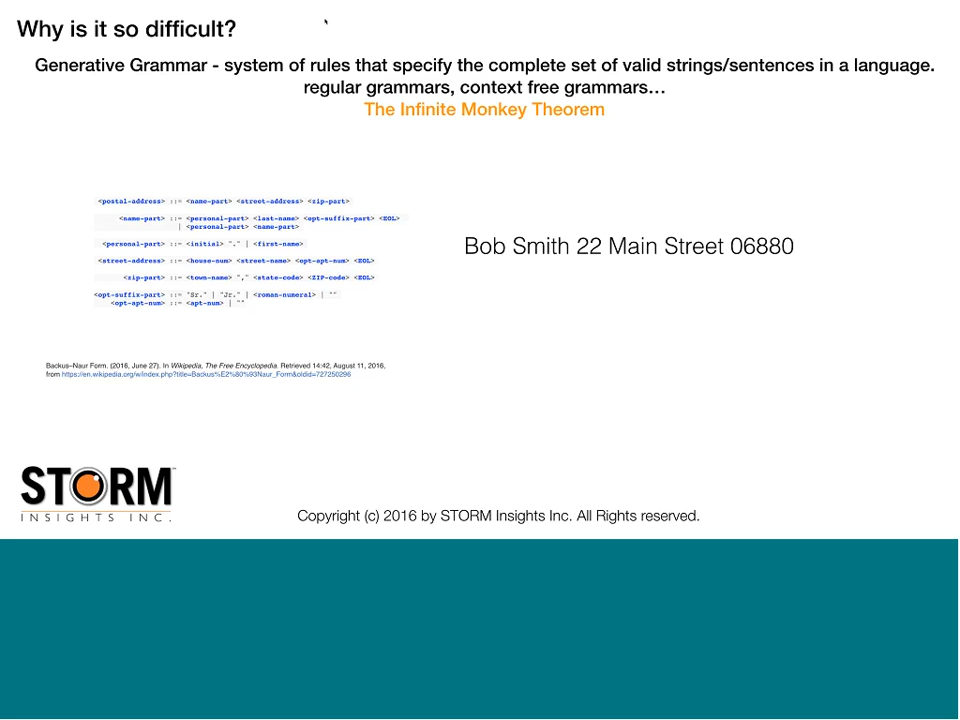 Why is it so difficult?
Generative Grammar - system of rules that specify the complete set of valid strings/sentences in a language.
regular grammars, context free grammars...
The Infinite Monkey Theorem
<postal-address> ::= <name-part> <street-address> <zip-part>
<name-part> ::= <personal-part> <last-name> <opt-suffix-part> <EOL>
| <personal-part> <name-part>
<personal-part> ::= <initial> "." | <first-name>
<street-address> ::= <house-num> <street-name> <opt-apt-num> <EOL>
<zip-part> ::= <town-name> "," <state-code> <ZIP-code> <EOL>
<opt-suffix-part> ::= "Sr." | "Jr." | <roman-numeral> | ""
<opt-apt-num> ::= <apt-num> | ""
Bob Smith 22 Main Street 06880
Backus–Naur Form. (2016, June 27). In Wikipedia, The Free Encyclopedia. Retrieved 14:42, August 11, 2016,
from https://en.wikipedia.org/w/index.php?title=Backus%E2%80%93Naur_Form&oldid=727250296
STORM
INSIGHTS INC.
Copyright (c) 2016 by STORM Insights Inc. All Rights reserved.